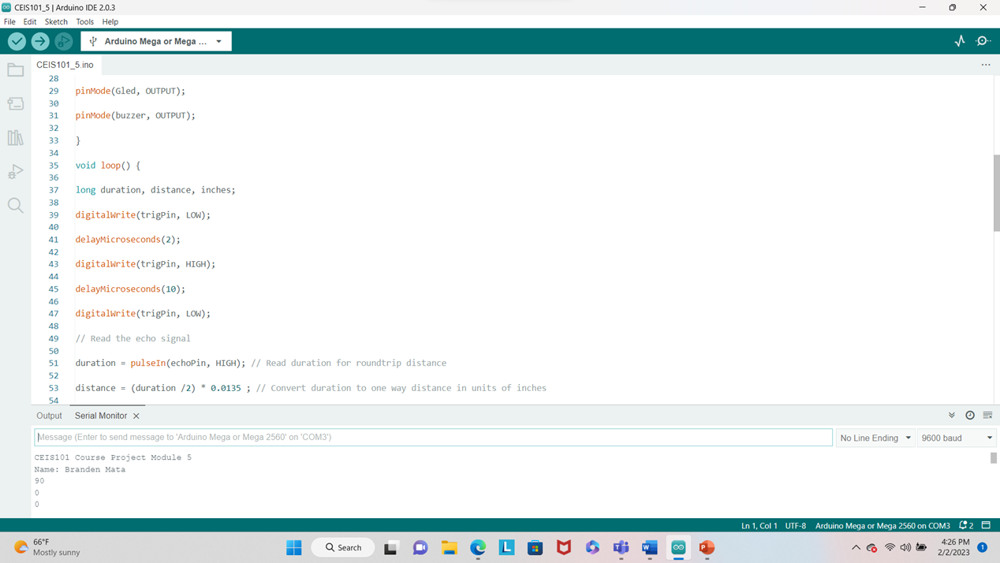 CEIS101_5 | Arduino IDE 2.0.3
File Edit Sketch Tools Help
Arduino Mega or Mega ...
CEIS101_5.ino
28
29 pinMode(Gled, OUTPUT);
30
31 pinMode(buzzer, OUTPUT);
32
33 }
34
35 void loop() {
36
37 long duration, distance, inches;
38
39 digitalWrite(trigPin, LOW);
40
41 delayMicroseconds(2);
42
43 digitalWrite(trigPin, HIGH);
44
45 delayMicroseconds(10);
46
47 digitalWrite(trigPin, LOW);
48
49 // Read the echo signal
50
51 duration = pulseIn(echoPin, HIGH); // Read duration for roundtrip distance
52
53 distance = (duration /2) * 0.0135 ; // Convert duration to one way distance in units of inches
54
Output Serial Monitor
Message (Enter to send message to 'Arduino Mega or Mega 2560' on 'COM3') No Line Ending 9600 baud
CEIS101 Course Project Module 5
Name: Branden Mata
90
0
0
Ln 1, Col 1 UTF-8 Arduino Mega or Mega 2560 on COM3 2
66°F
Mostly sunny
Search
L
T
W
P
4:26 PM
2/2/2023
1